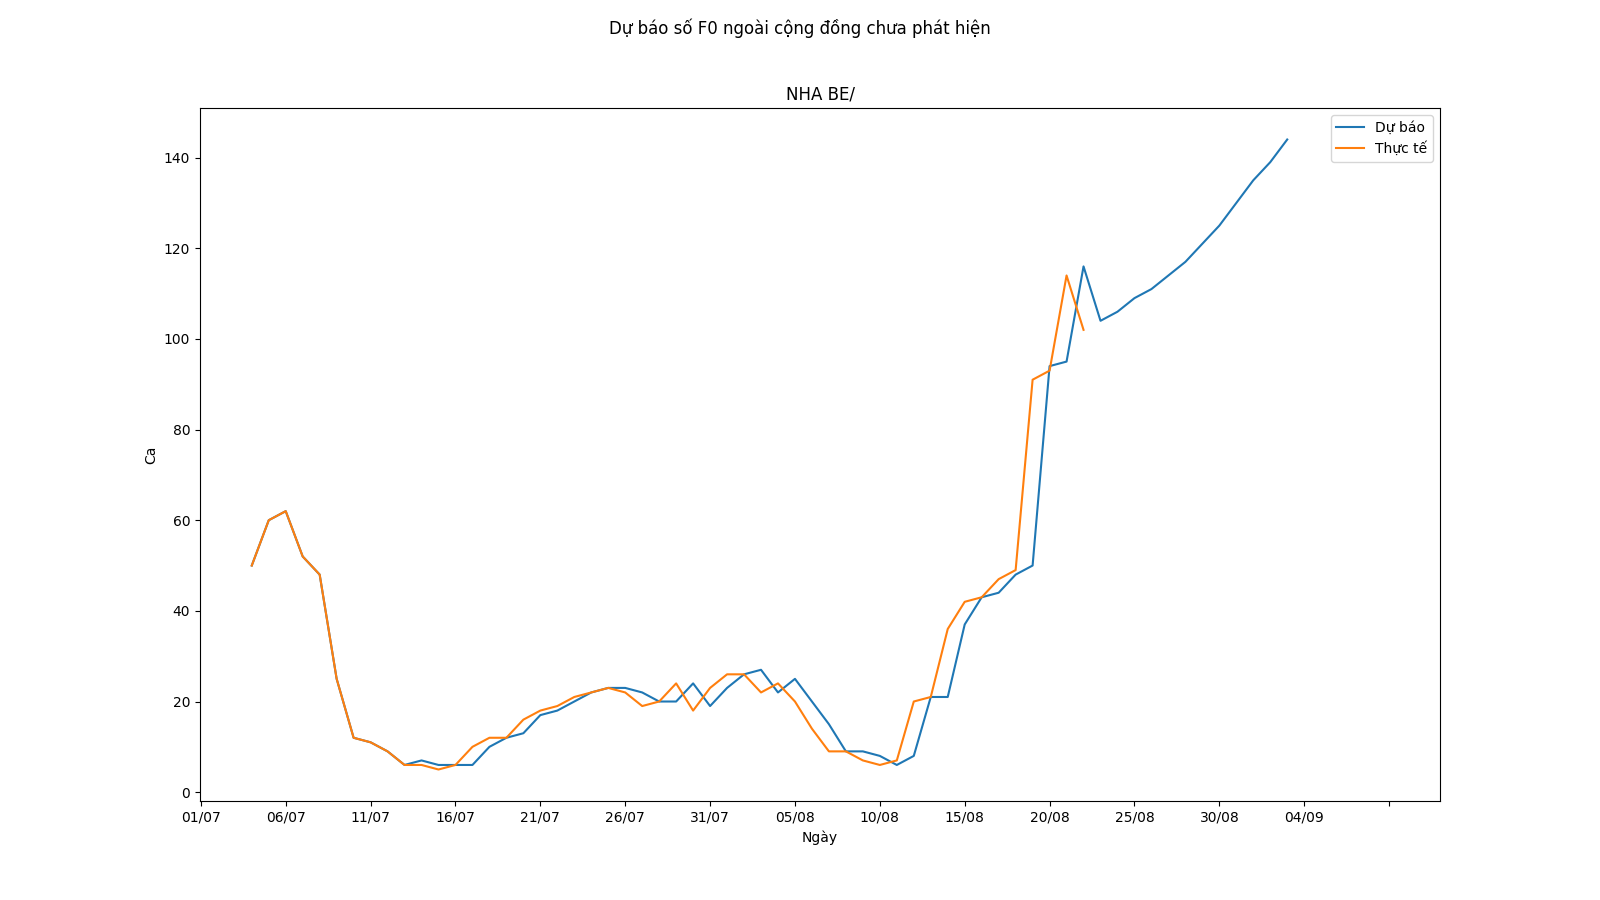 Dự báo số F0 ngoài cộng đồng chưa phát hiện
NHA BE/
Dự báo
Thực tế
140
120
100
80
60
40
20
0
Ca
01/07 06/07 11/07 16/07 21/07 26/07 31/07 05/08 10/08 15/08 20/08 25/08 30/08 04/09
Ngày